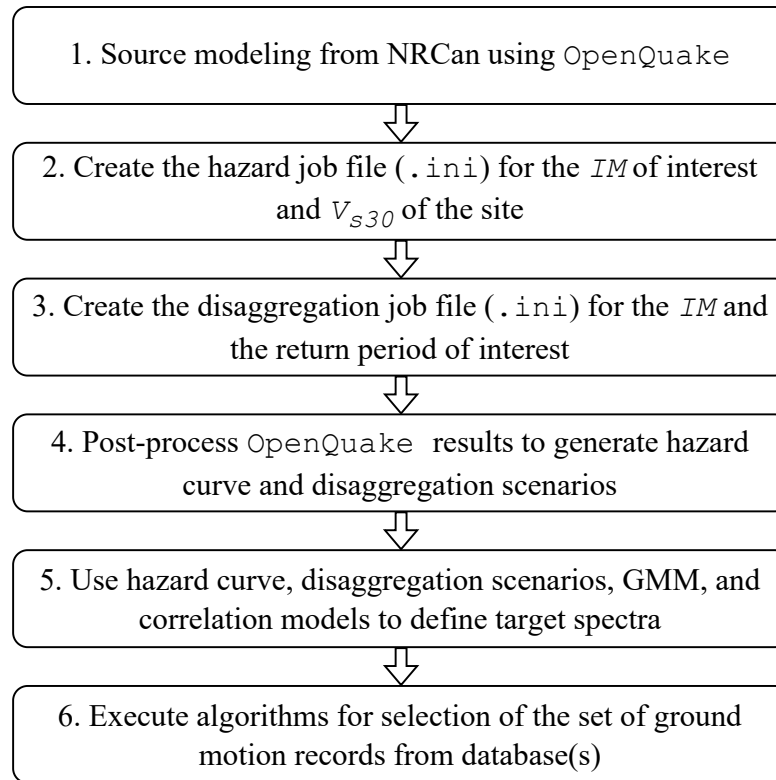 1. Source modeling from NRCan using OpenQuake
2. Create the hazard job file (.ini) for the IM of interest
and Vs30 of the site
3. Create the disaggregation job file (.ini) for the IM and
the return period of interest
4. Post-process OpenQuake results to generate hazard
curve and disaggregation scenarios
5. Use hazard curve, disaggregation scenarios, GMM, and
correlation models to define target spectra
6. Execute algorithms for selection of the set of ground
motion records from database(s)